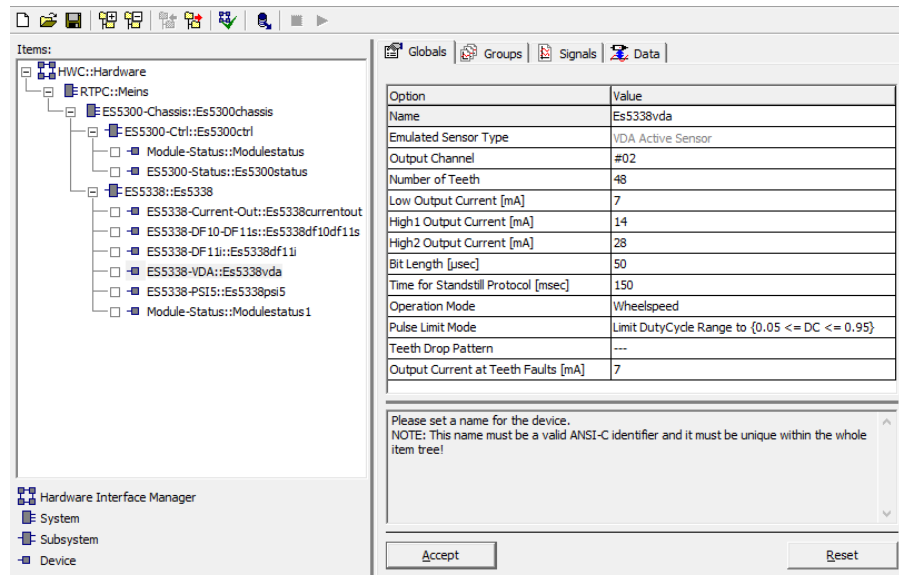 Items:
HWC::Hardware
RTPC::Meins
ES5300-Chassis::Es5300chassis
ES5300-Ctrl::Es5300ctrl
Module-Status::Modulestatus
ES5300-Status::Es5300status
ES5338::Es5338
ES5338-Current-Out::Es5338currentout
ES5338-DF10-DF11s::Es5338df10df11s
ES5338-DF11i::Es5338df11i
ES5338-VDA::Es5338vda
ES5338-PSI5::Es5338psi5
Module-Status::Modulestatus1
Hardware Interface Manager
System
Subsystem
Device
Globals Groups Signals Data
Option Value
Name Es5338vda
Emulated Sensor Type VDA Active Sensor
Output Channel #02
Number of Teeth 48
Low Output Current [mA] 7
High1 Output Current [mA] 14
High2 Output Current [mA] 28
Bit Length [µsec] 50
Time for Standstill Protocol [msec] 150
Operation Mode Wheelspeed
Pulse Limit Mode Limit DutyCycle Range to {0.05 <= DC <= 0.95}
Teeth Drop Pattern ---
Output Current at Teeth Faults [mA] 7
Please set a name for the device.
NOTE: This name must be a valid ANSI-C identifier and it must be unique within the whole
item tree!
Accept Reset